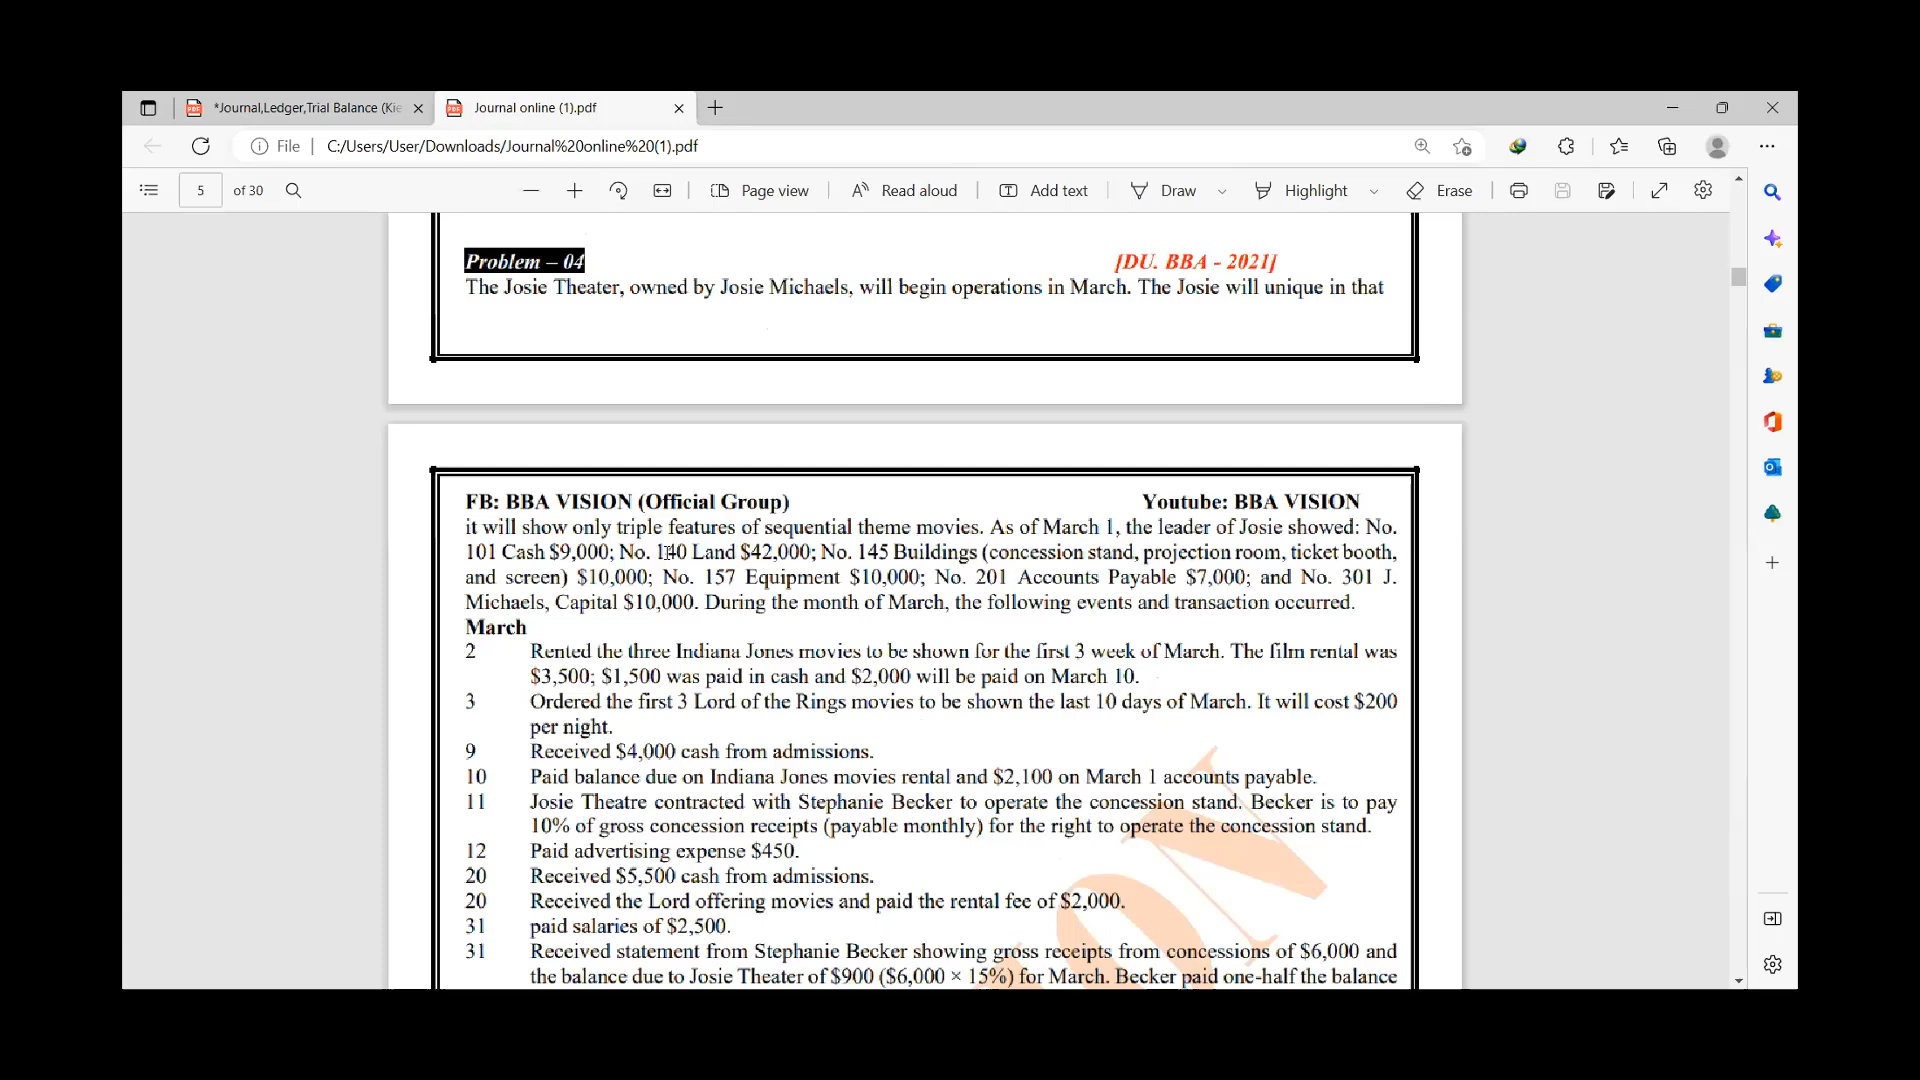 *Journal,Ledger,Trial Balance (Kie
Journal online (1).pdf
File
C:/Users/User/Downloads/Journal%20online%20(1).pdf
5 of 30
Page view
Read aloud
Add text
Draw
Highlight
Erase
Problem – 04 [DU. BBA - 2021]
The Josie Theater, owned by Josie Michaels, will begin operations in March. The Josie will unique in that
FB: BBA VISION (Official Group) Youtube: BBA VISION
it will show only triple features of sequential theme movies. As of March 1, the leader of Josie showed: No.
101 Cash $9,000; No. 140 Land $42,000; No. 145 Buildings (concession stand, projection room, ticket booth,
and screen) $10,000; No. 157 Equipment $10,000; No. 201 Accounts Payable $7,000; and No. 301 J.
Michaels, Capital $10,000. During the month of March, the following events and transaction occurred.
March
2 Rented the three Indiana Jones movies to be shown for the first 3 week of March. The film rental was
$3,500; $1,500 was paid in cash and $2,000 will be paid on March 10.
3 Ordered the first 3 Lord of the Rings movies to be shown the last 10 days of March. It will cost $200
per night.
9 Received $4,000 cash from admissions.
10 Paid balance due on Indiana Jones movies rental and $2,100 on March 1 accounts payable.
11 Josie Theatre contracted with Stephanie Becker to operate the concession stand. Becker is to pay
10% of gross concession receipts (payable monthly) for the right to operate the concession stand.
12 Paid advertising expense $450.
20 Received $5,500 cash from admissions.
20 Received the Lord offering movies and paid the rental fee of $2,000.
31 paid salaries of $2,500.
31 Received statement from Stephanie Becker showing gross receipts from concessions of $6,000 and
the balance due to Josie Theater of $900 ($6,000 × 15%) for March. Becker paid one-half the balance
ON